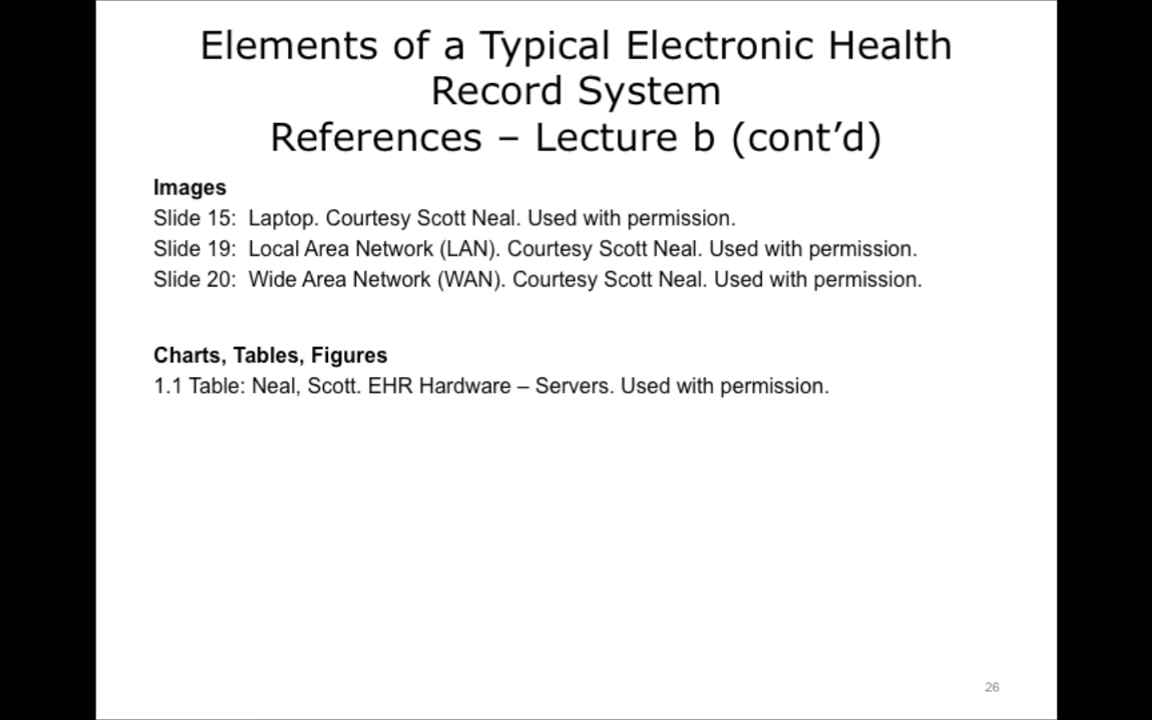 Elements of a Typical Electronic Health
Record System
References – Lecture b (cont’d)
Images
Slide 15:  Laptop. Courtesy Scott Neal. Used with permission.
Slide 19:  Local Area Network (LAN). Courtesy Scott Neal. Used with permission.
Slide 20:  Wide Area Network (WAN). Courtesy Scott Neal. Used with permission.
Charts, Tables, Figures
1.1 Table: Neal, Scott. EHR Hardware – Servers. Used with permission.
26